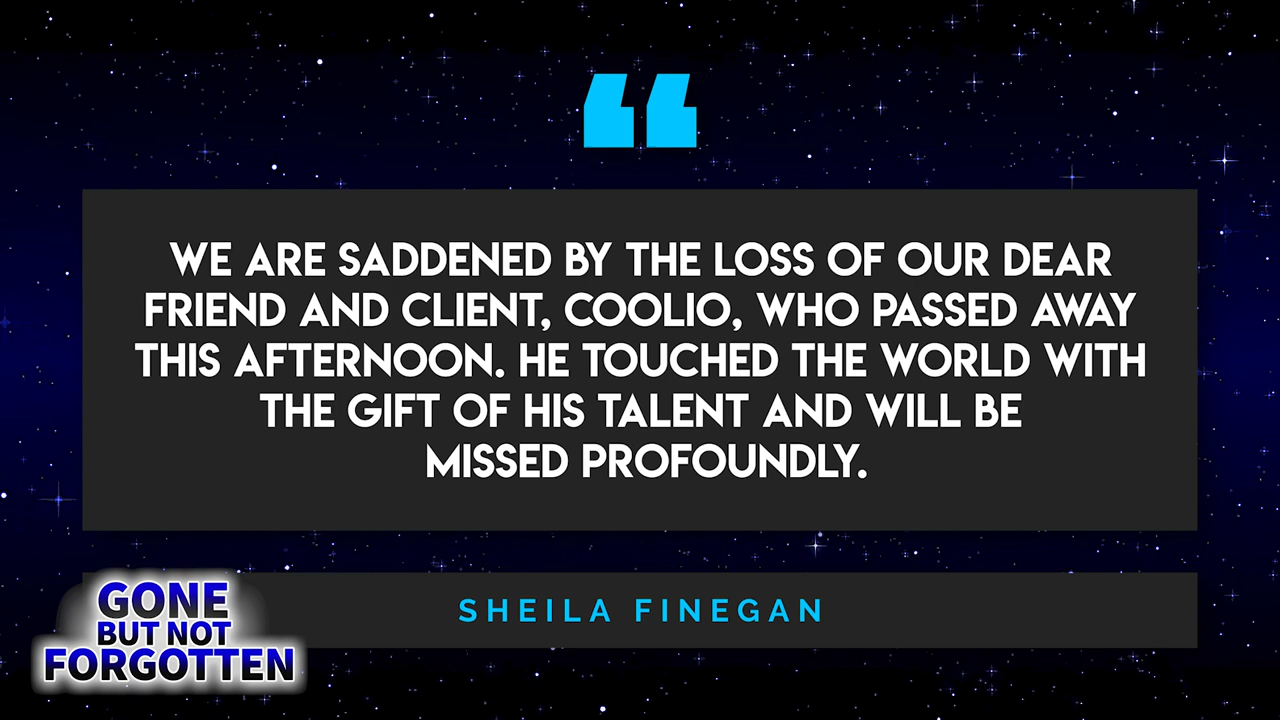 “
WE ARE SADDENED BY THE LOSS OF OUR DEAR
FRIEND AND CLIENT, COOLIO, WHO PASSED AWAY
THIS AFTERNOON. HE TOUCHED THE WORLD WITH
THE GIFT OF HIS TALENT AND WILL BE
MISSED PROFOUNDLY.
SHEILA FINEGAN
GONE
BUT NOT
FORGOTTEN